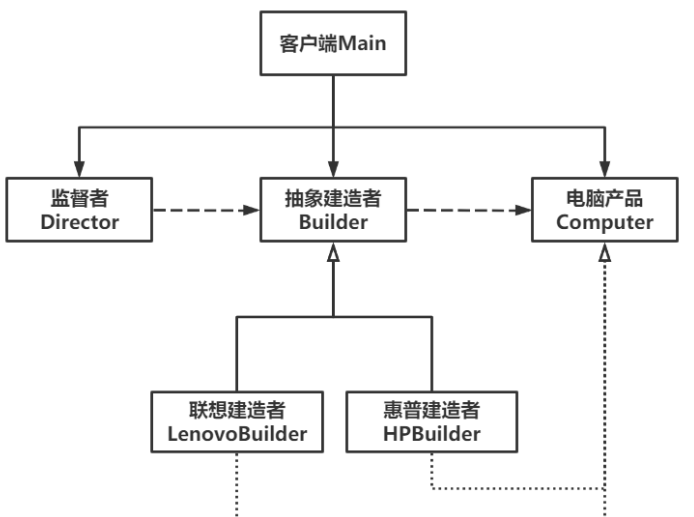 客户端Main
监督者
Director
抽象建造者
Builder
电脑产品
Computer
联想建造者
LenovoBuilder
惠普建造者
HPBuilder